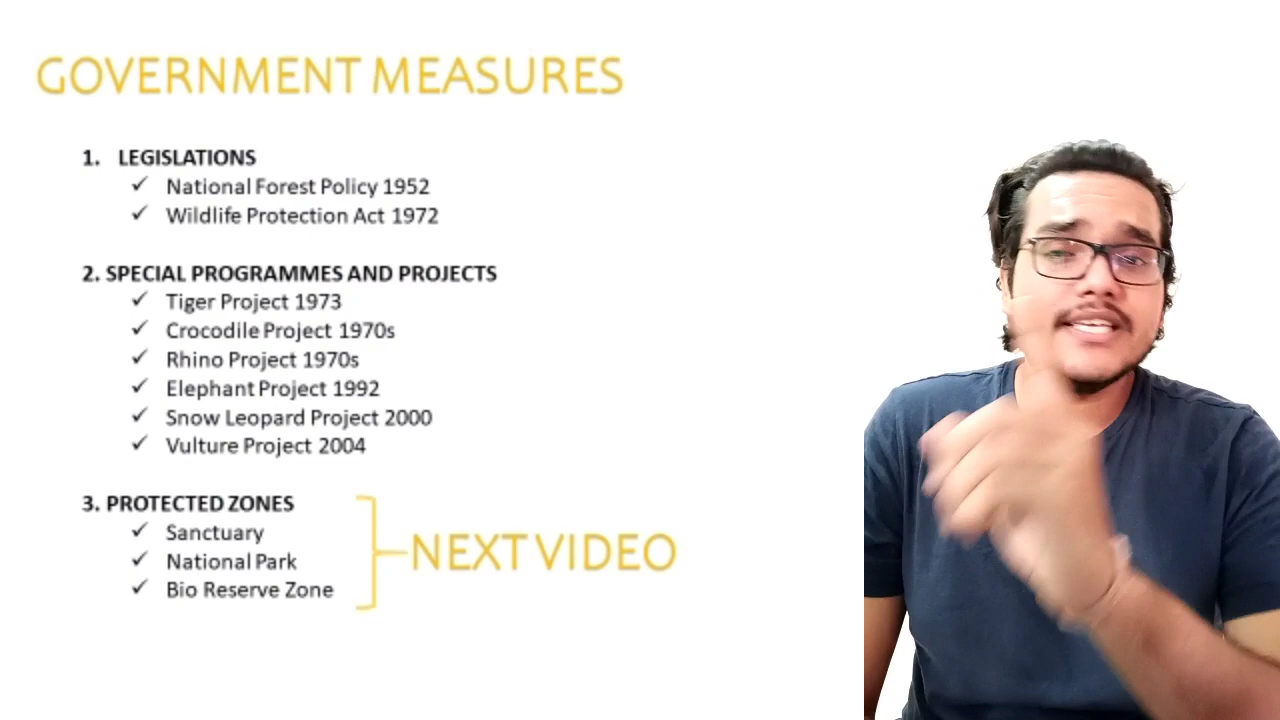 GOVERNMENT MEASURES
1. LEGISLATIONS
✓ National Forest Policy 1952
✓ Wildlife Protection Act 1972
2. SPECIAL PROGRAMMES AND PROJECTS
✓ Tiger Project 1973
✓ Crocodile Project 1970s
✓ Rhino Project 1970s
✓ Elephant Project 1992
✓ Snow Leopard Project 2000
✓ Vulture Project 2004
3. PROTECTED ZONES
✓ Sanctuary
✓ National Park
✓ Bio Reserve Zone
NEXT VIDEO